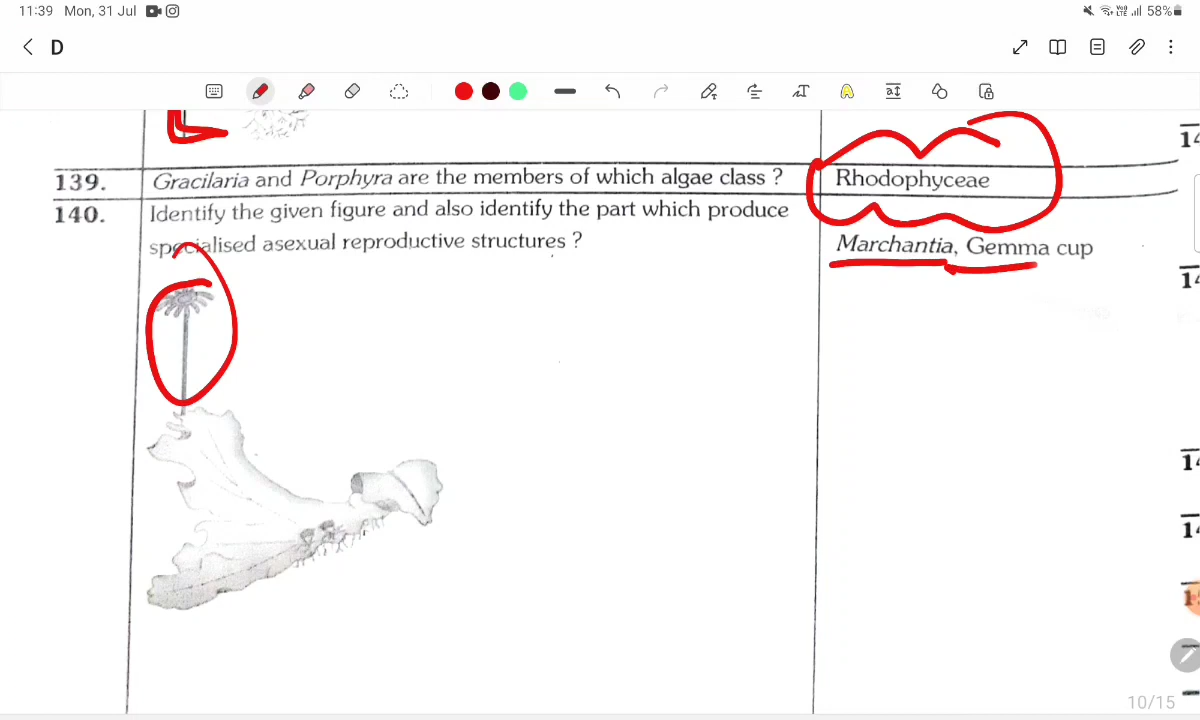 11:39 Mon, 31 Jul
Vo) LTE 58%
D
139. Gracilaria and Porphyra are the members of which algae class ? Rhodophyceae
140. Identify the given figure and also identify the part which produce
specialised asexual reproductive structures ? Marchantia, Gemma cup
10/15